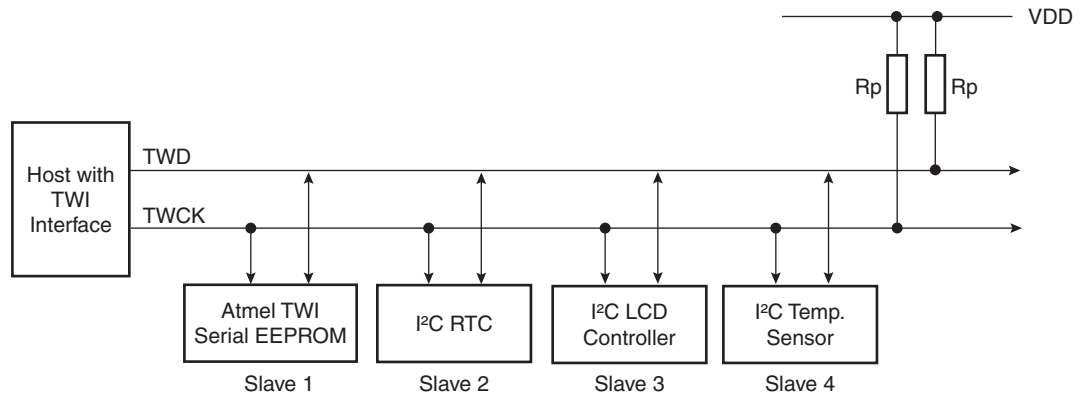 VDD
Rp
Rp
Host with
TWI
Interface
TWD
TWCK
Atmel TWI
Serial EEPROM
I²C RTC
I²C LCD
Controller
I²C Temp.
Sensor
Slave 1
Slave 2
Slave 3
Slave 4